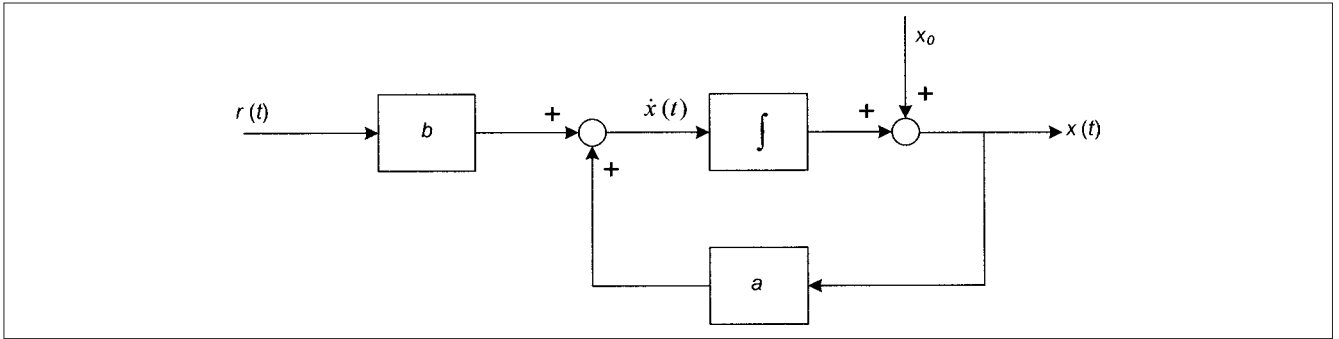 x₀
r (t)
b
+
ẋ (t)
∫
+
+
x (t)
+
a